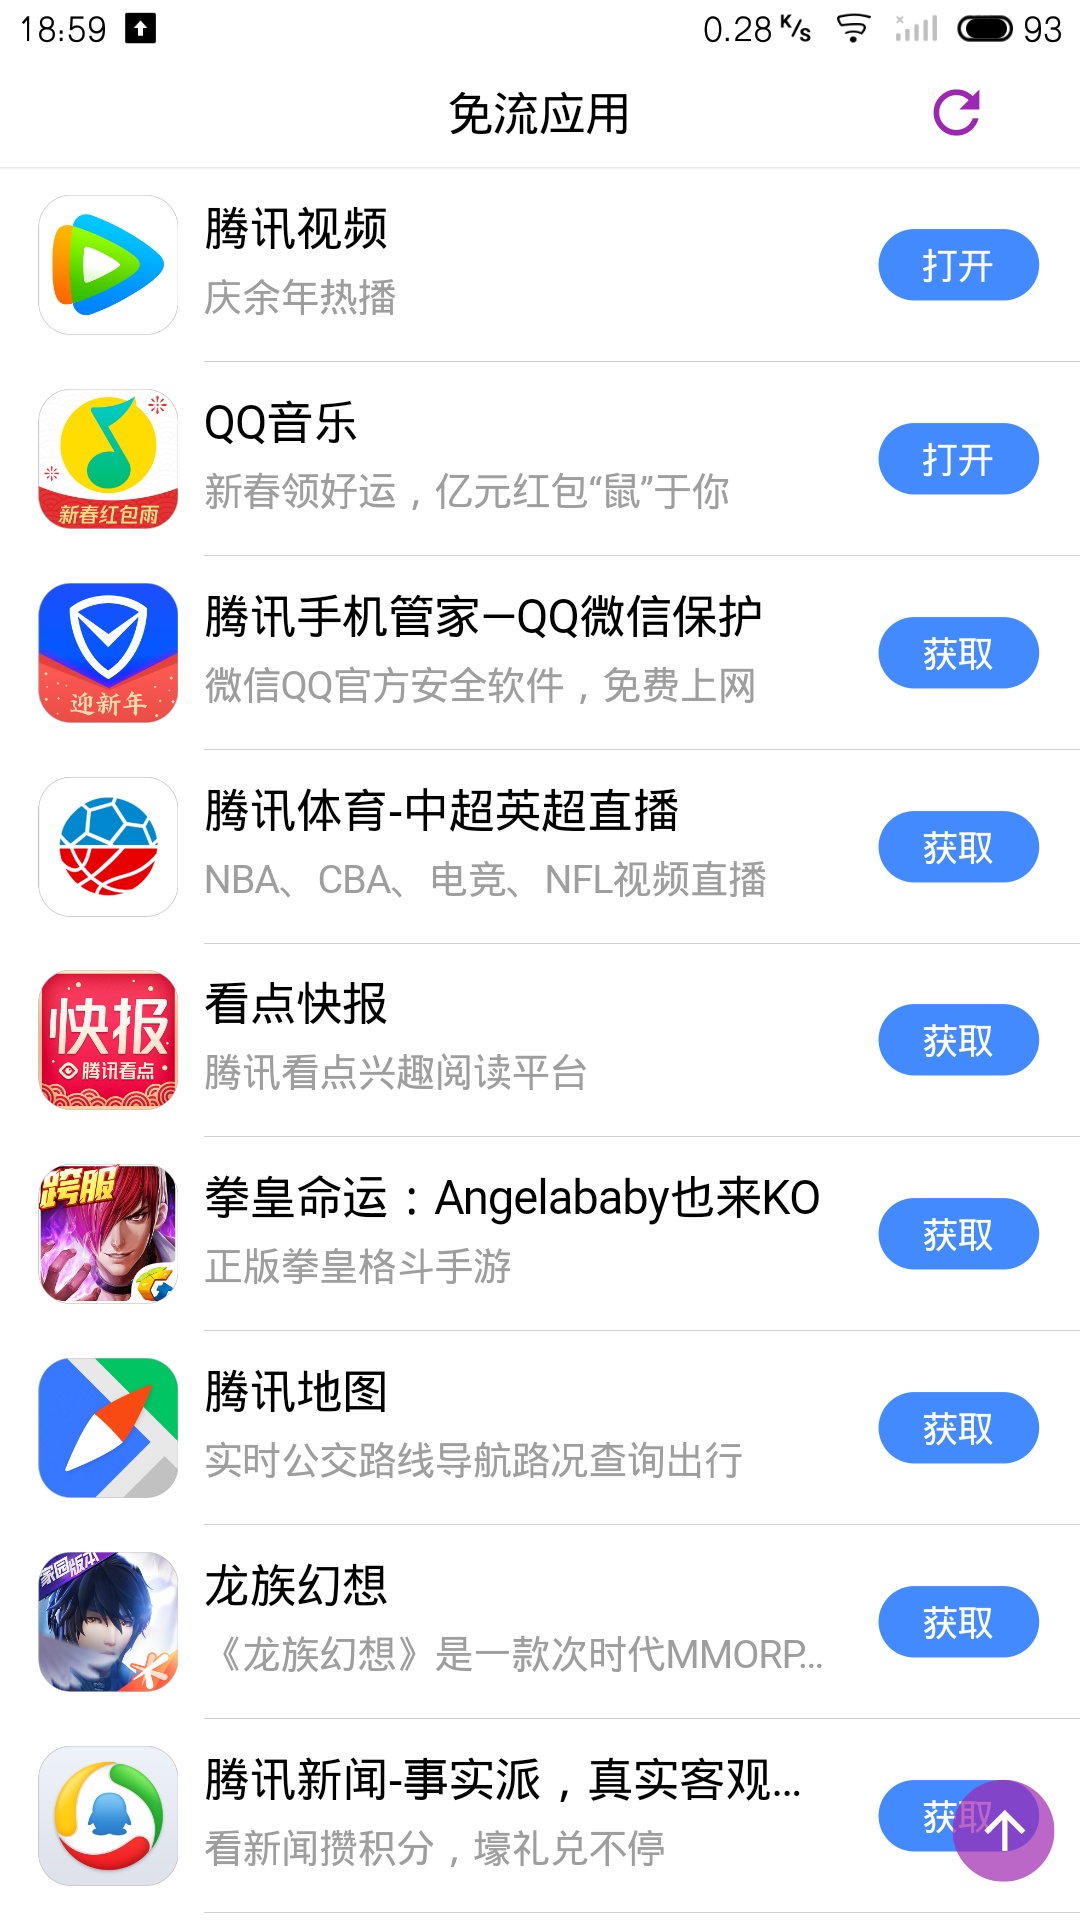 18:59
0.28 K/s
93
免流应用
腾讯视频
庆余年热播
打开
新春红包雨
QQ音乐
新春领好运，亿元红包“鼠”于你
打开
迎新年
腾讯手机管家—QQ微信保护
微信QQ官方安全软件，免费上网
获取
腾讯体育-中超英超直播
NBA、CBA、电竞、NFL视频直播
获取
快报
腾讯看点
看点快报
腾讯看点兴趣阅读平台
获取
跨服
拳皇命运：Angelababy也来KO
正版拳皇格斗手游
获取
腾讯地图
实时公交路线导航路况查询出行
获取
家园版本
龙族幻想
《龙族幻想》是一款次时代MMORP...
获取
腾讯新闻-事实派，真实客观...
看新闻攒积分，壕礼兑不停
获取